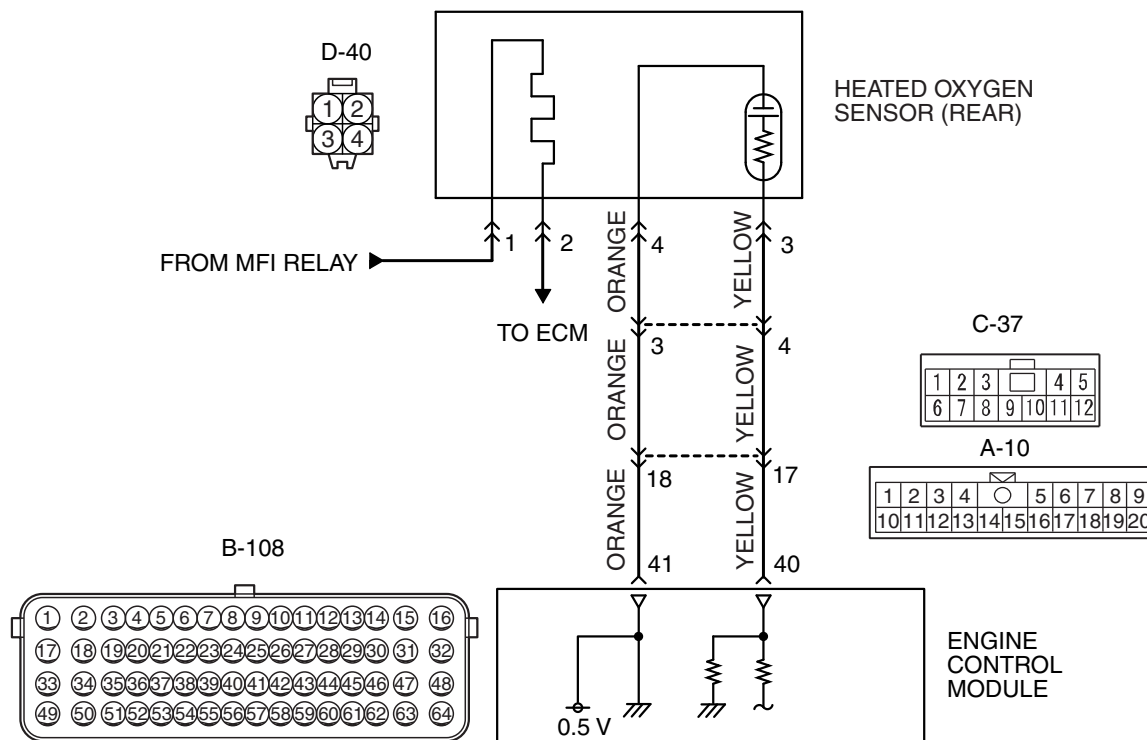 D-40
1 2
3 4
HEATED OXYGEN
SENSOR (REAR)
FROM MFI RELAY
1
2
TO ECM
ORANGE
4
YELLOW
3
3
4
ORANGE
YELLOW
18
17
ORANGE
YELLOW
41
40
C-37
1 2 3 4 5
6 7 8 9 10 11 12
A-10
1 2 3 4 5 6 7 8 9
10 11 12 13 14 15 16 17 18 19 20
B-108
1 2 3 4 5 6 7 8 9 10 11 12 13 14 15 16
17 18 19 20 21 22 23 24 25 26 27 28 29 30 31 32
33 34 35 36 37 38 39 40 41 42 43 44 45 46 47 48
49 50 51 52 53 54 55 56 57 58 59 60 61 62 63 64
0.5 V
ENGINE
CONTROL
MODULE